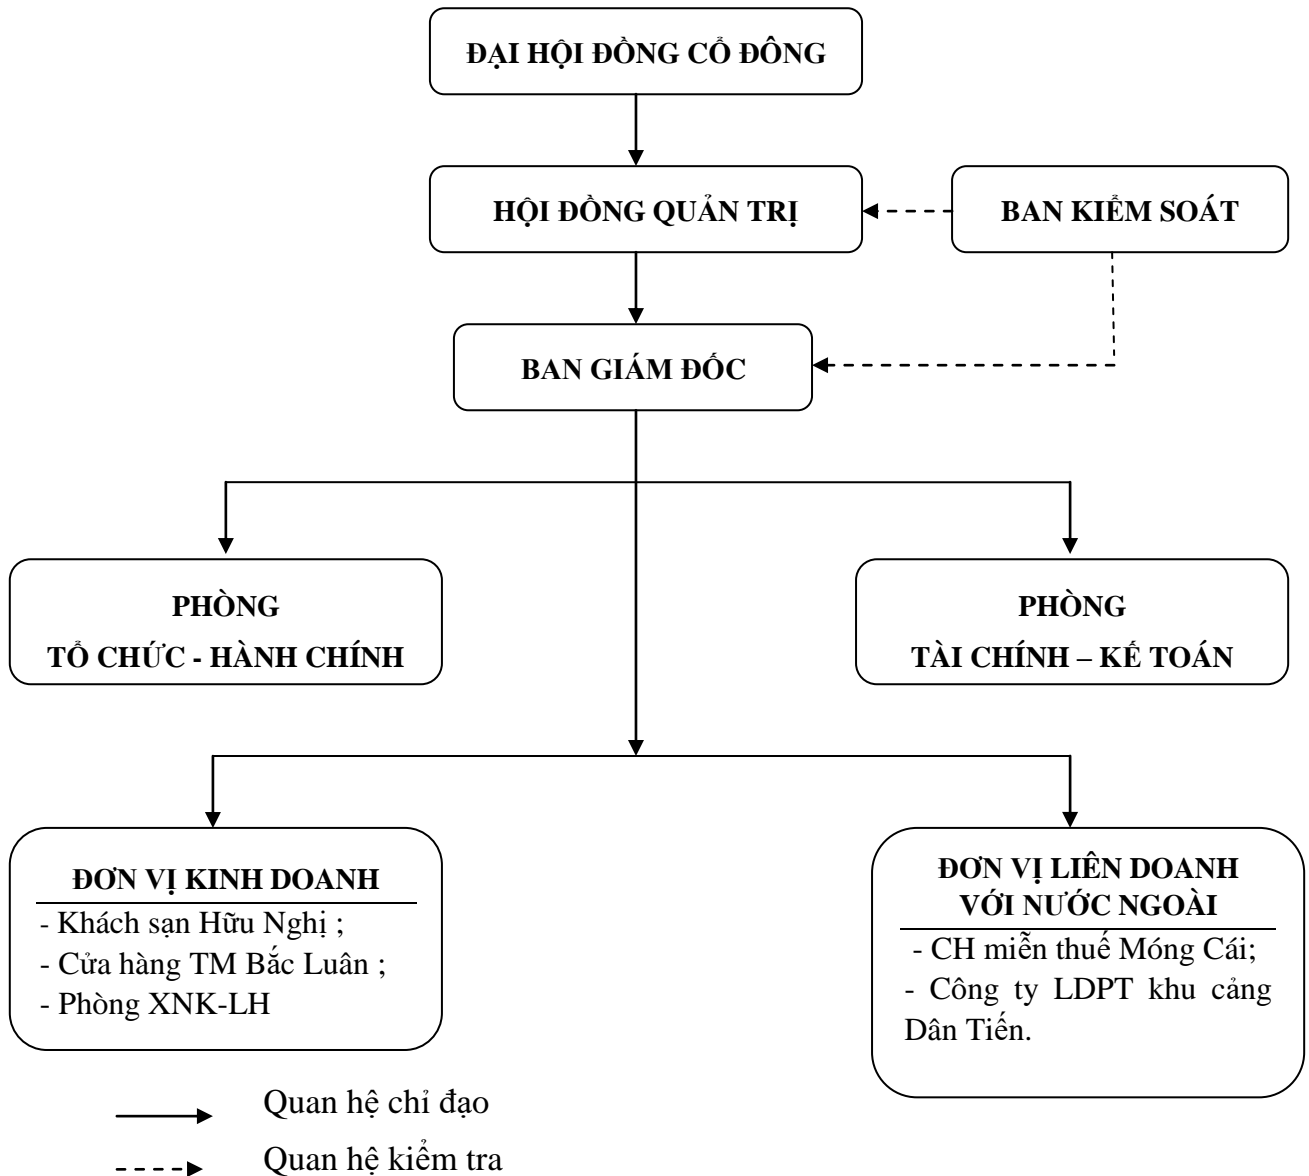 ĐẠI HỘI ĐỒNG CỔ ĐÔNG
HỘI ĐỒNG QUẢN TRỊ
BAN KIỂM SOÁT
BAN GIÁM ĐỐC
PHÒNG
TỔ CHỨC - HÀNH CHÍNH
PHÒNG
TÀI CHÍNH – KẾ TOÁN
ĐƠN VỊ KINH DOANH
- Khách sạn Hữu Nghị ;
- Cửa hàng TM Bắc Luân ;
- Phòng XNK-LH
ĐƠN VỊ LIÊN DOANH
VỚI NƯỚC NGOÀI
- CH miễn thuế Móng Cái;
- Công ty LDPT khu cảng
Dân Tiến.
Quan hệ chỉ đạo
Quan hệ kiểm tra